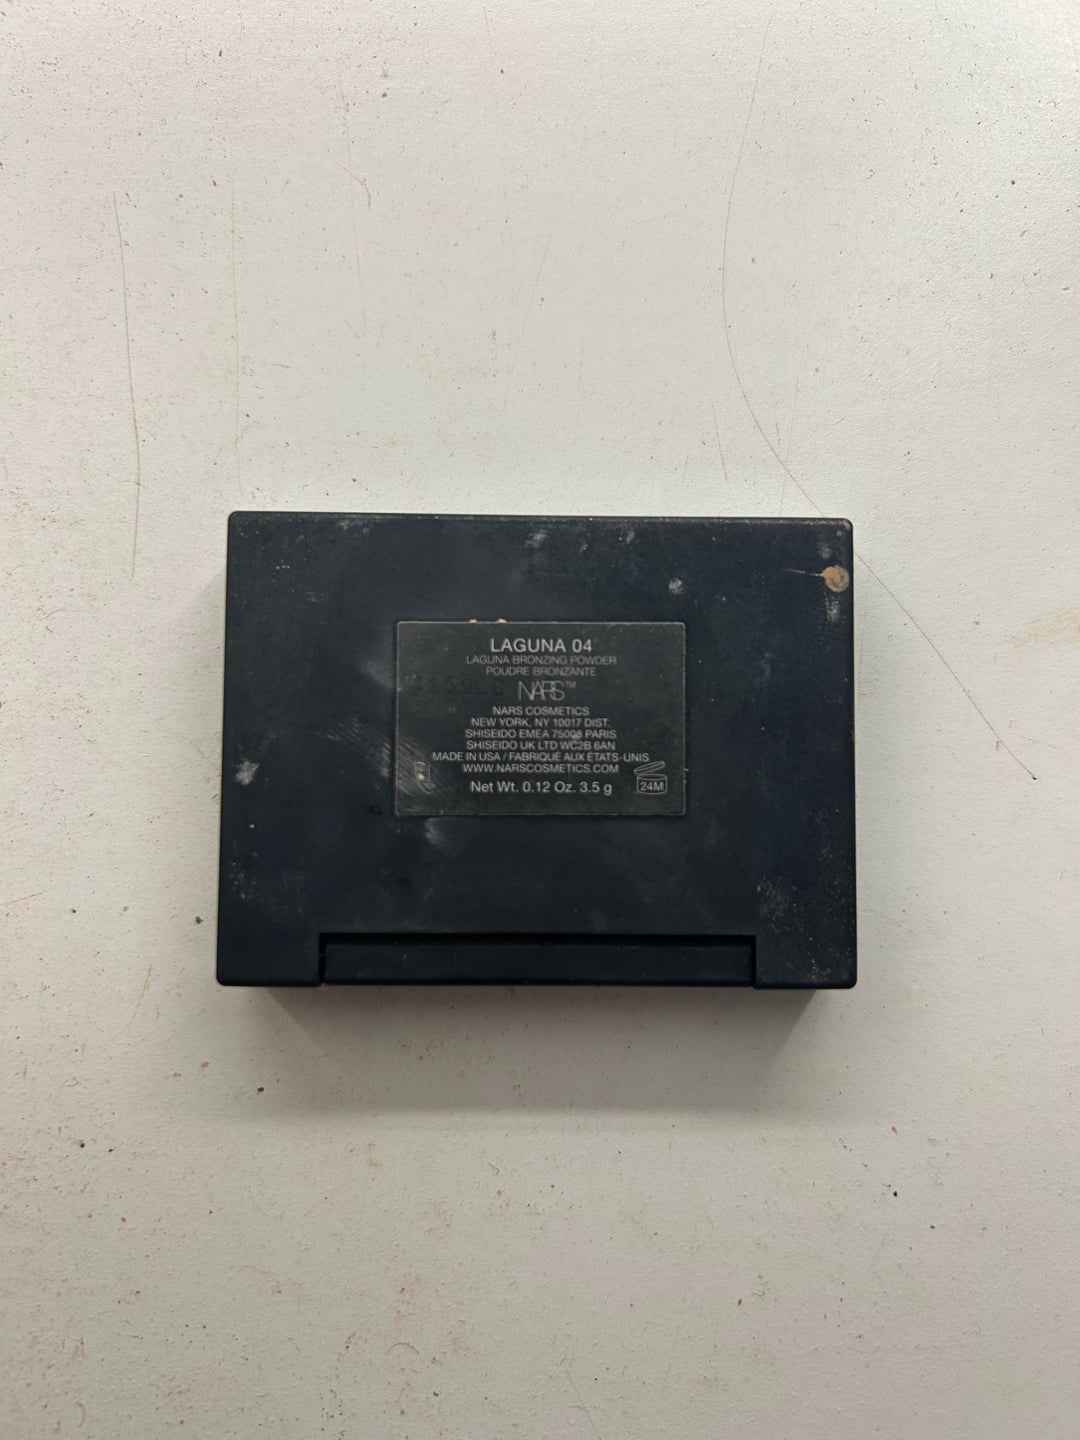 LAGUNA 04
LAGUNA BRONZING POWDER
POUDRE BRONZANTE
NARS™
NARS COSMETICS
NEW YORK, NY 10017 DIST.
SHISEIDO EMEA 75008 PARIS
SHISEIDO UK LTD WC2B 6AN
MADE IN USA / FABRIQUE AUX ETATS-UNIS
WWW.NARSCOSMETICS.COM
Net Wt. 0.12 Oz. 3.5 g
24M